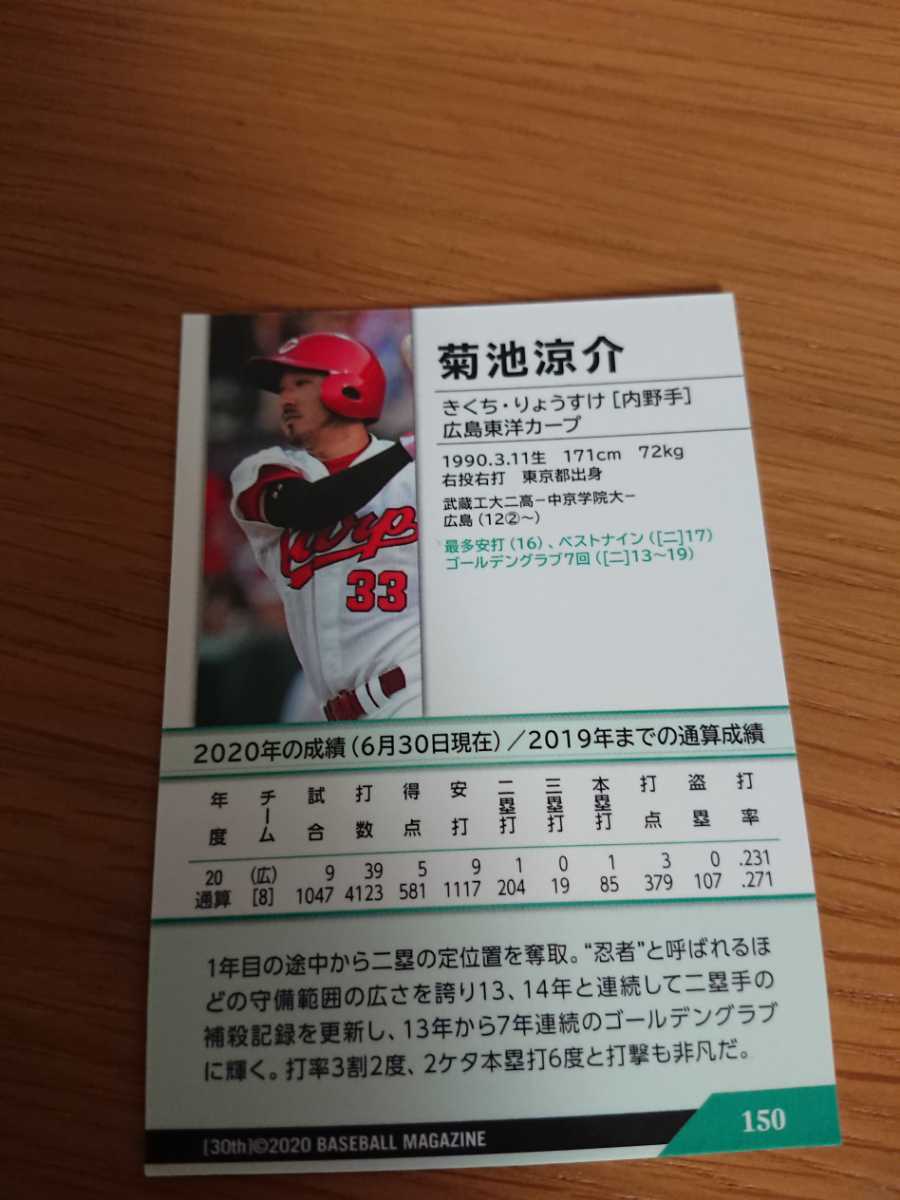 菊池涼介
きくち・りょうすけ［内野手］
広島東洋カープ
1990.3.11生 171cm 72kg
右投右打 東京都出身
武蔵工大二高−中京学院大−
広島（12②〜）
最多安打（16）、ベストナイン（[二]17）
ゴールデングラブ7回（[二]13〜19）
Carp
33
2020年の成績（6月30日現在）／2019年までの通算成績
年度 チーム 試合 打数 得点 安打 二塁打 三塁打 本塁打 打点 盗塁 打率
20 （広） 9 39 5 9 1 0 1 3 0 .231
通算 [8] 1047 4123 581 1117 204 19 85 379 107 .271
1年目の途中から二塁の定位置を奪取。“忍者”と呼ばれるほ
どの守備範囲の広さを誇り13、14年と連続して二塁手の
補殺記録を更新し、13年から7年連続のゴールデングラブ
に輝く。打率3割2度、2ケタ本塁打6度と打撃も非凡だ。
[30th]©2020 BASEBALL MAGAZINE
150